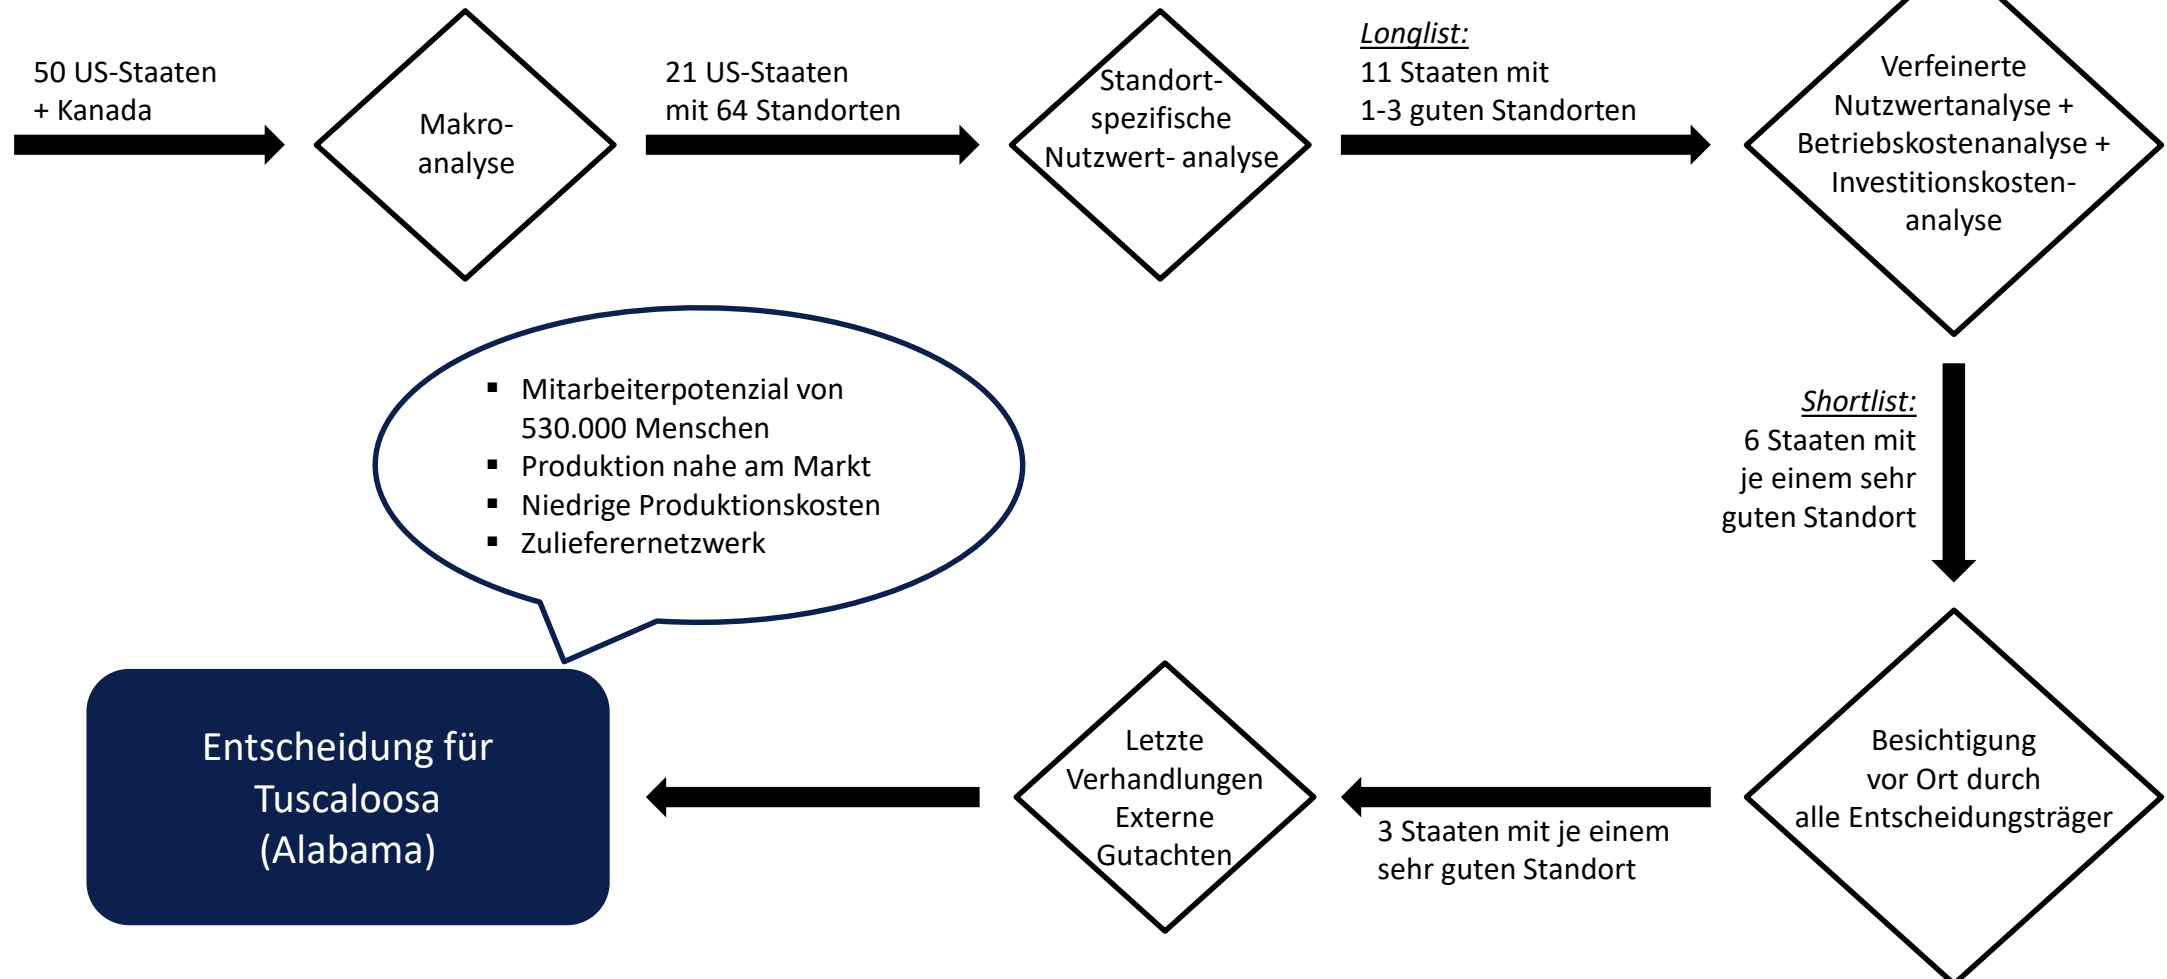 50 US-Staaten
+ Kanada
Makro-
analyse
21 US-Staaten
mit 64 Standorten
Standort-
spezifische
Nutzwert- analyse
Longlist:
11 Staaten mit
1-3 guten Standorten
Verfeinerte
Nutzwertanalyse +
Betriebskostenanalyse +
Investitionskosten-
analyse
Shortlist:
6 Staaten mit
je einem sehr
guten Standort
Besichtigung
vor Ort durch
alle Entscheidungsträger
3 Staaten mit je einem
sehr guten Standort
Letzte
Verhandlungen
Externe
Gutachten
▪ Mitarbeiterpotenzial von
530.000 Menschen
▪ Produktion nahe am Markt
▪ Niedrige Produktionskosten
▪ Zuliefernetzwerk
Entscheidung für
Tuscaloosa
(Alabama)